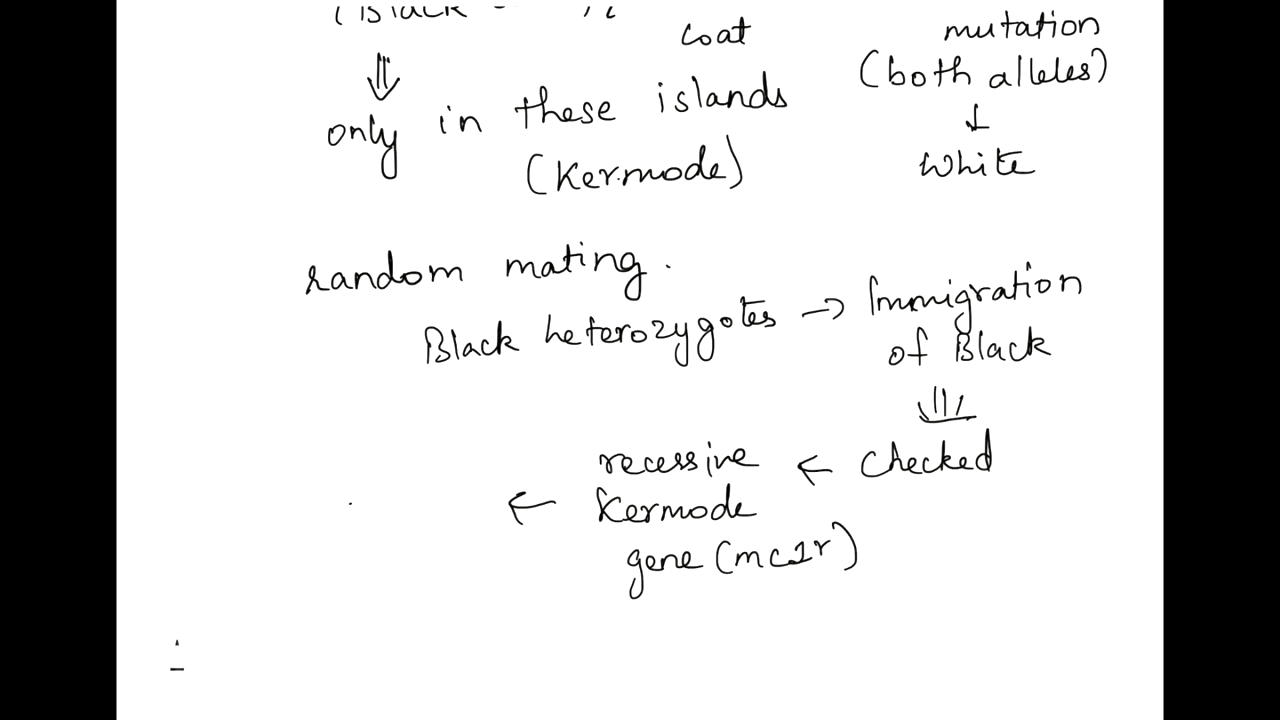 (Black
coat
mutation
(both alleles)
↓
White
⇓
only in these islands
(Kermode)
random mating.
Black heterozygotes → Immigration
of Black
checked
recessive ←
← Kermode
gene (mc1r)